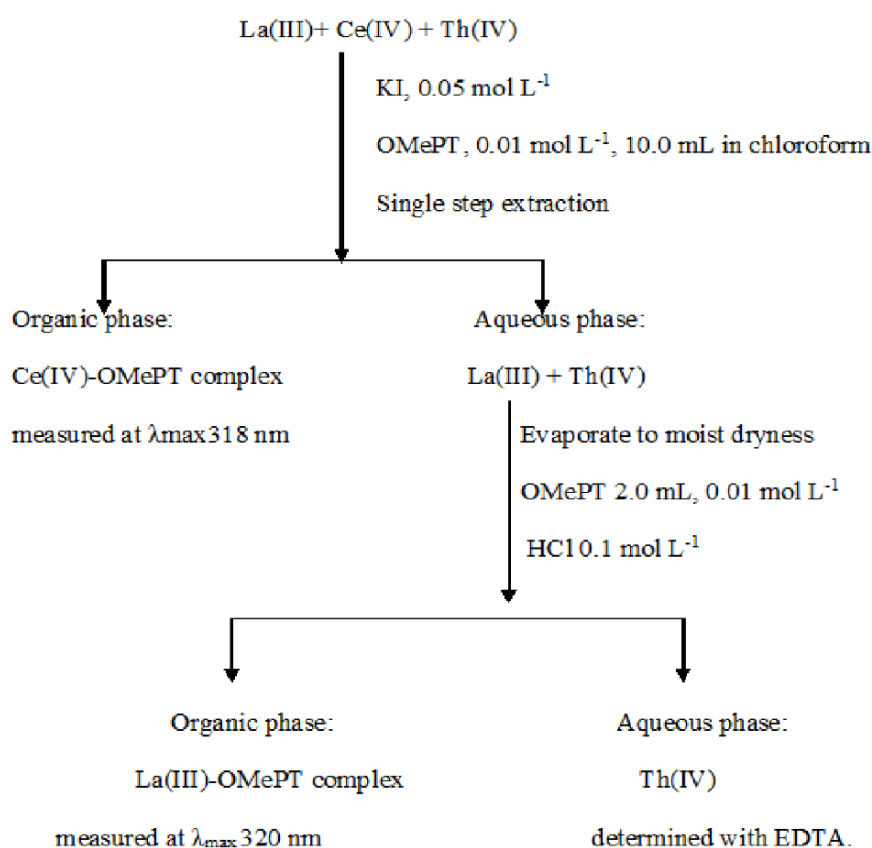 La(III)+ Ce(IV) + Th(IV)
KI, 0.05 mol L⁻¹
OMePT, 0.01 mol L⁻¹, 10.0 mL in chloroform
Single step extraction
Organic phase:
Ce(IV)-OMePT complex
measured at λmax318 nm
Aqueous phase:
La(III) + Th(IV)
Evaporate to moist dryness
OMePT 2.0 mL, 0.01 mol L⁻¹
HCl0.1 mol L⁻¹
Organic phase:
La(III)-OMePT complex
measured at λmax 320 nm
Aqueous phase:
Th(IV)
determined with EDTA.